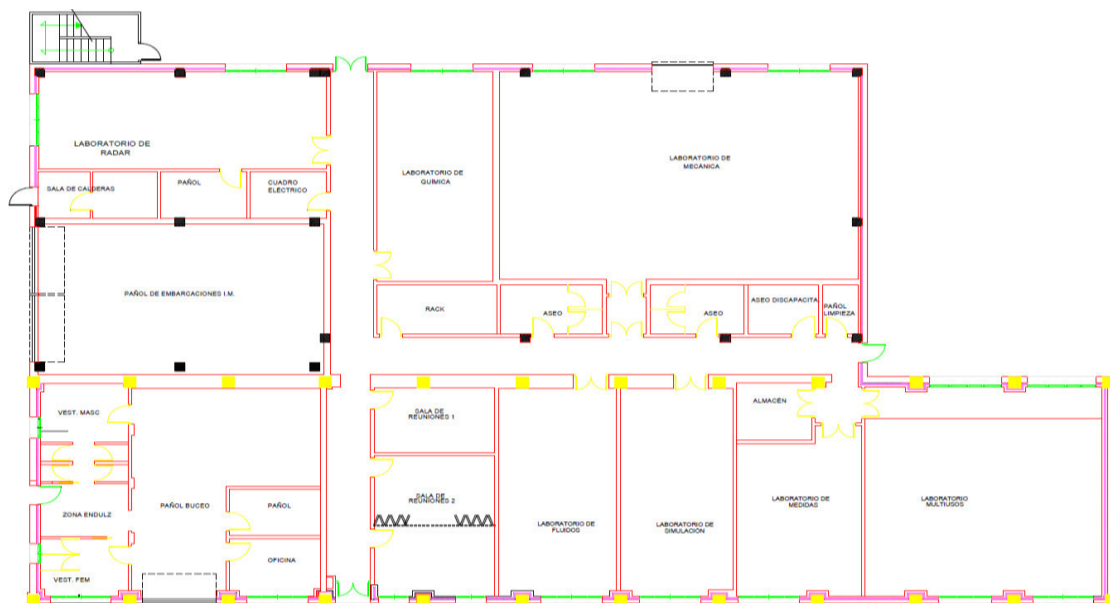 LABORATORIO DE
RADAR
LABORATORIO DE
QUIMICA
LABORATORIO DE
MECÁNICA
SALA DE CALDERAS
PAÑOL
CUADRO
ELÉCTRICO
PAÑOL DE EMBARCACIONES I.M.
RACK
ASEO
ASEO
ASEO DISCAPACITA
PAÑOL
LIMPIEZA
VEST. MASC
SALA DE
REUNIONES 1
ALMACÉN
SALA DE
REUNIONES 2
PAÑOL BUCEO
PAÑOL
ZONA ENDULZ
LABORATORIO DE
FLUIDOS
LABORATORIO DE
SIMULACIÓN
LABORATORIO DE
MEDIDAS
LABORATORIO
MULTIUSOS
OFICINA
VEST. FEM